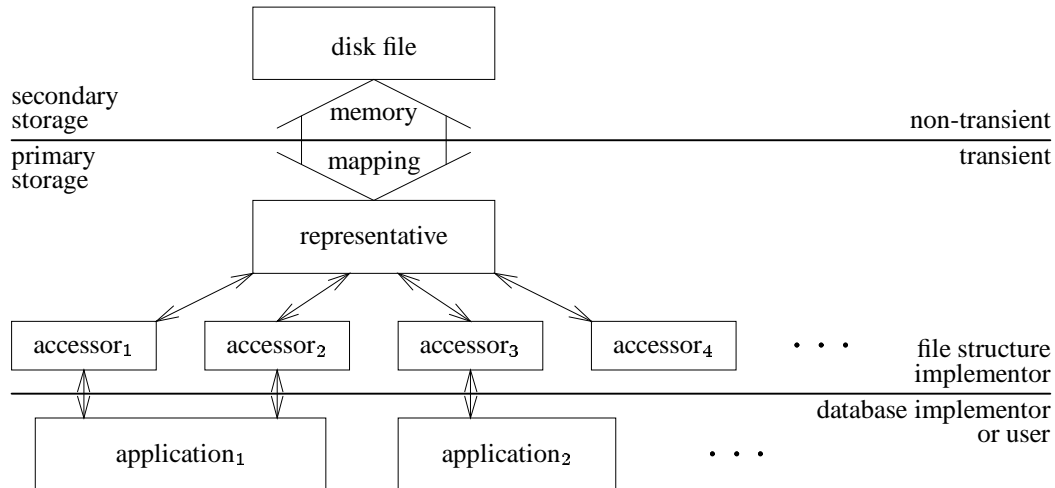 disk file
secondary
storage
memory
non-transient
primary
storage
mapping
transient
representative
accessor₁
accessor₂
accessor₃
accessor₄
. . .
file structure
implementor
database implementor
or user
application₁
application₂
. . .